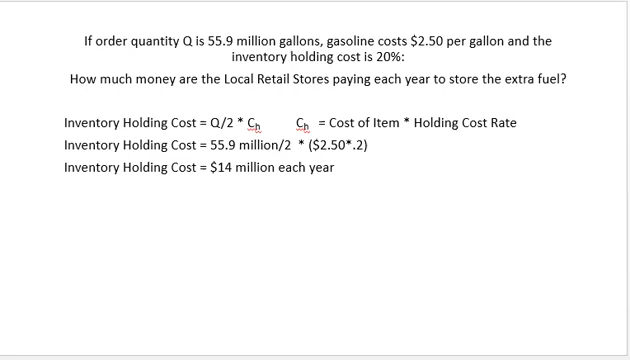 If order quantity Q is 55.9 million gallons, gasoline costs $2.50 per gallon and the
inventory holding cost is 20%:
How much money are the Local Retail Stores paying each year to store the extra fuel?
Inventory Holding Cost = Q/2 * Ch Ch = Cost of Item * Holding Cost Rate
Inventory Holding Cost = 55.9 million/2 * ($2.50*.2)
Inventory Holding Cost = $14 million each year